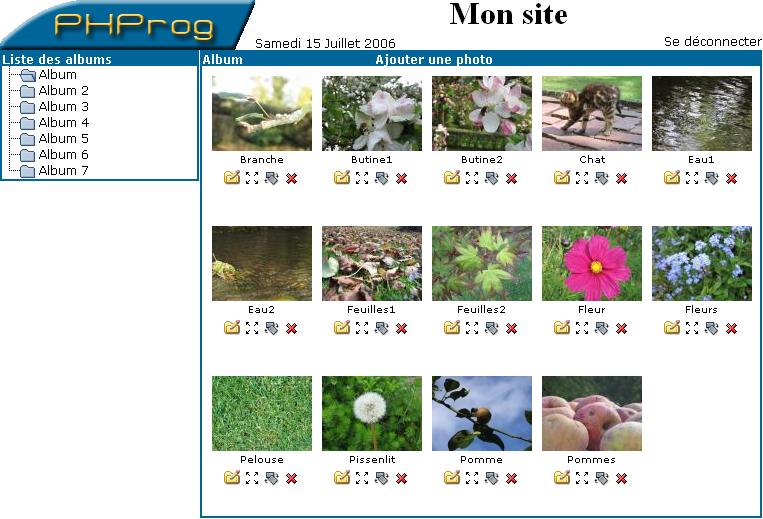 PHProg
Mon site
Samedi 15 Juillet 2006
Se déconnecter
Liste des albums
Album
Album 2
Album 3
Album 4
Album 5
Album 6
Album 7
Album Ajouter une photo
Branche Butine1 Butine2 Chat Eau1
Eau2 Feuilles1 Feuilles2 Fleur Fleurs
Pelouse Pissenlit Pomme Pommes